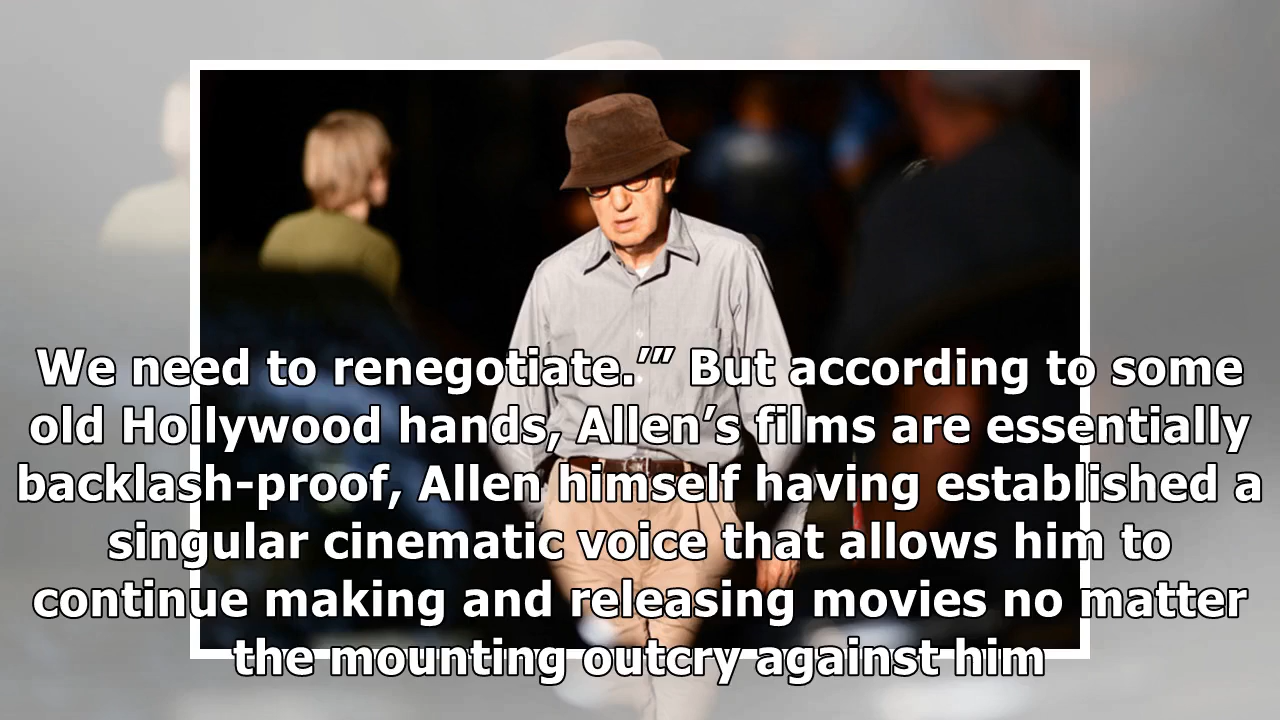 We need to renegotiate.’” But according to some
old Hollywood hands, Allen’s films are essentially
backlash-proof, Allen himself having established a
singular cinematic voice that allows him to
continue making and releasing movies no matter
the mounting outcry against him